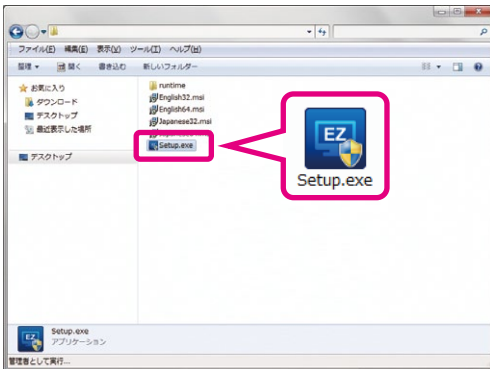 ファイル(F) 編集(E) 表示(V) ツール(T) ヘルプ(H)
整理 開く 書き込む 新しいフォルダー
お気に入り
ダウンロード
デスクトップ
最近表示した場所
デスクトップ
runtime
English32.msi
English64.msi
Japanese32.msi
Setup.exe
EZ
Setup.exe
EZ
Setup.exe
アプリケーション
管理者として実行...